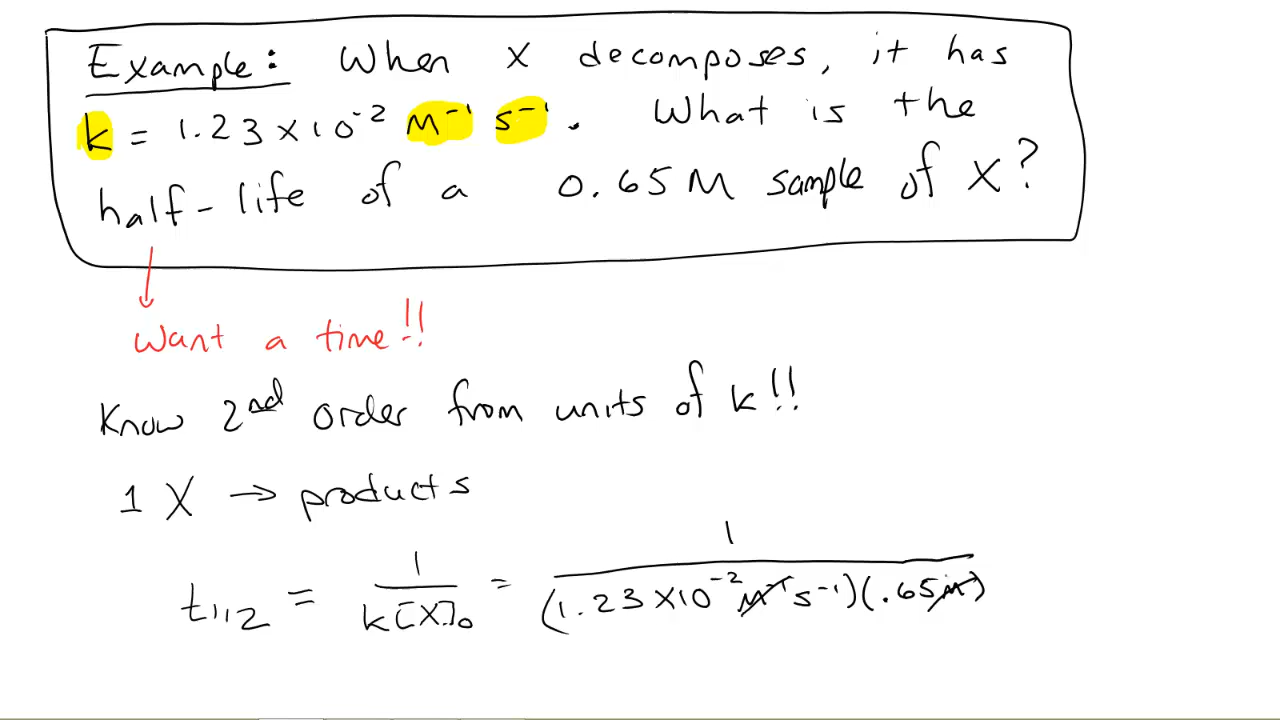 Example: When X decomposes, it has
k = 1.23 x 10⁻² M⁻¹ s⁻¹. What is the
half-life of a 0.65 M sample of X?
Want a time!!
Know 2nd order from units of k!!
1 X → products
t1/2 = 1 / k[X]₀ = 1 / (1.23 x 10⁻² M⁻¹ s⁻¹)(.65 M)